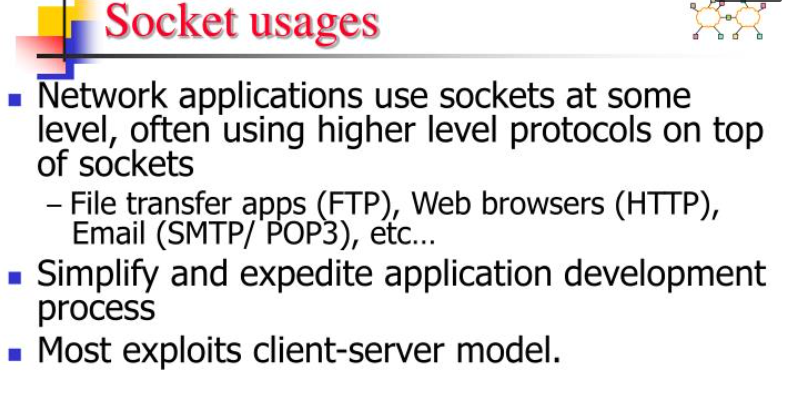 Socket usages
▪ Network applications use sockets at some
level, often using higher level protocols on top
of sockets
– File transfer apps (FTP), Web browsers (HTTP),
Email (SMTP/ POP3), etc...
▪ Simplify and expedite application development
process
▪ Most exploits client-server model.